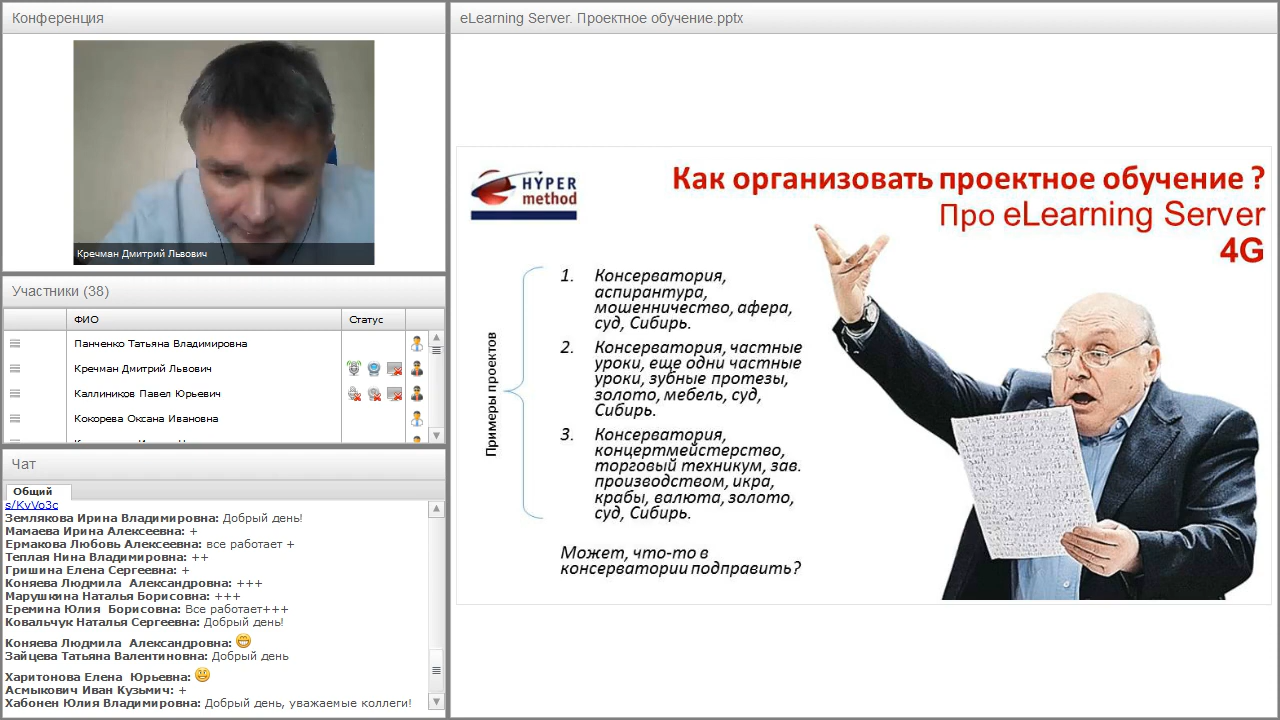 Конференция
Кречман Дмитрий Львович
Участники (38)
ФИО
Статус
Панченко Татьяна Владимировна
Кречман Дмитрий Львович
Каллиников Павел Юрьевич
Кокорева Оксана Ивановна
Чат
Общий
s/KvVo3c
Землякова Ирина Владимировна: Добрый день!
Мамаева Ирина Алексеевна: +
Ермакова Любовь Алексеевна: все работает +
Теплая Нина Владимировна: ++
Гришина Елена Сергеевна: +
Коняева Людмила Александровна: +++
Марушкина Наталья Борисовна: +++
Еремина Юлия Борисовна: Все работает+++
Ковальчук Наталья Сергеевна: Добрый день!
Коняева Людмила Александровна:
Зайцева Татьяна Валентиновна: Добрый день
Харитонова Елена Юрьевна:
Асмыкович Иван Кузьмич: +
Хабонен Юлия Владимировна: Добрый день, уважаемые коллеги!
eLearning Server. Проектное обучение.pptx
HYPER
method
Как организовать проектное обучение ?
Про eLearning Server
4G
Примеры проектов
1. Консерватория,
аспирантура,
мошенничество, афера,
суд, Сибирь.
2. Консерватория, частные
уроки, еще одни частные
уроки, зубные протезы,
золото, мебель, суд,
Сибирь.
3. Консерватория,
концертмейстерство,
торговый техникум, зав.
производством, икра,
крабы, валюта, золото,
суд, Сибирь.
Может, что-то в
консерватории подправить?